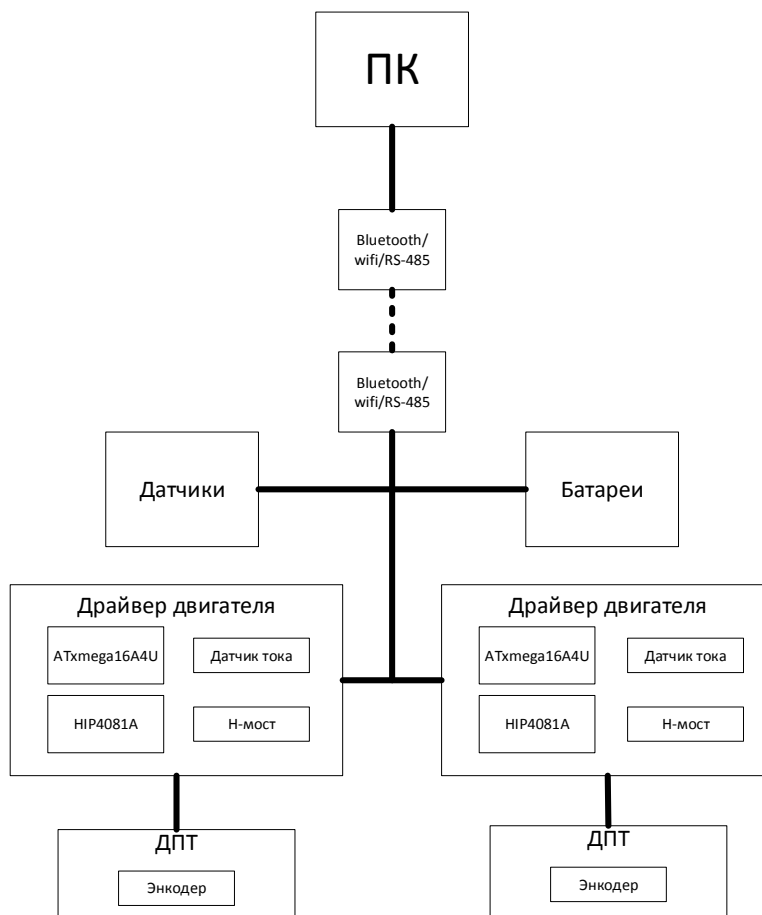 ПК
Bluetooth/
wifi/RS-485
Bluetooth/
wifi/RS-485
Датчики
Батареи
Драйвер двигателя
ATxmega16A4U
Датчик тока
HIP4081A
Н-мост
Драйвер двигателя
ATxmega16A4U
Датчик тока
HIP4081A
Н-мост
ДПТ
Энкодер
ДПТ
Энкодер